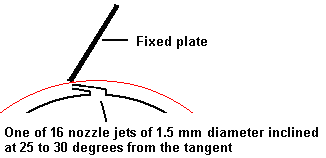 Fixed plate
One of 16 nozzle jets of 1.5 mm diameter inclined
at 25 to 30 degrees from the tangent